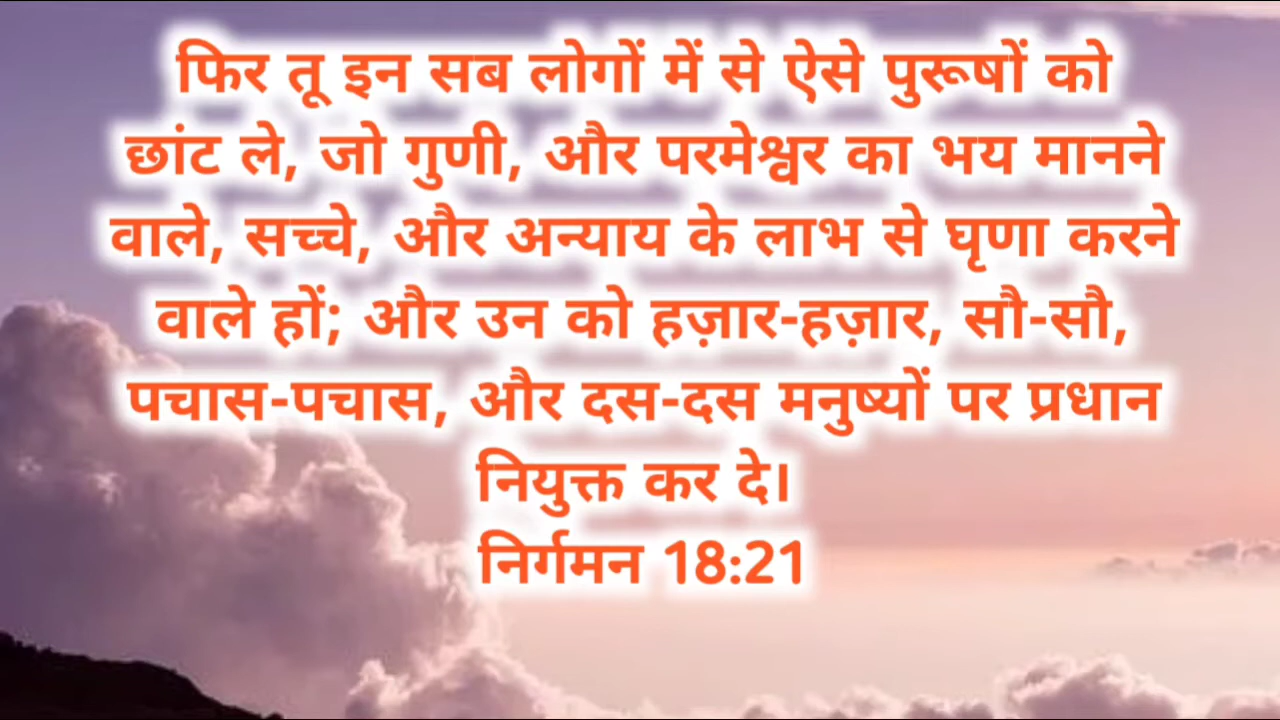 फिर तू इन सब लोगों में से ऐसे पुरूषों को
छांट ले, जो गुणी, और परमेश्वर का भय मानने
वाले, सच्चे, और अन्याय के लाभ से घृणा करने
वाले हों; और उन को हज़ार-हज़ार, सौ-सौ,
पचास-पचास, और दस-दस मनुष्यों पर प्रधान
नियुक्त कर दे।
निर्गमन 18:21